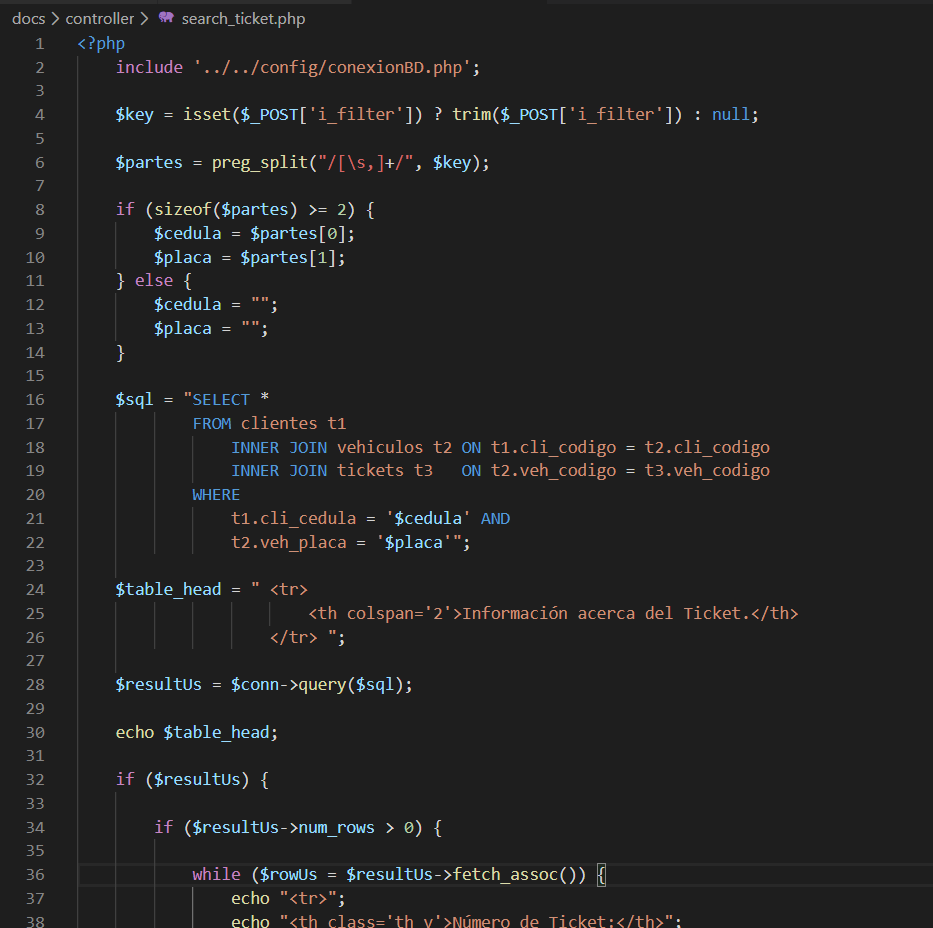 docs > controller > search_ticket.php
1 <?php
2 include '../../config/conexionBD.php';
3
4 $key = isset($_POST['i_filter']) ? trim($_POST['i_filter']) : null;
5
6 $partes = preg_split("/[\s,]+/", $key);
7
8 if (sizeof($partes) >= 2) {
9 $cedula = $partes[0];
10 $placa = $partes[1];
11 } else {
12 $cedula = "";
13 $placa = "";
14 }
15
16 $sql = "SELECT *
17 FROM clientes t1
18 INNER JOIN vehiculos t2 ON t1.cli_codigo = t2.cli_codigo
19 INNER JOIN tickets t3   ON t2.veh_codigo = t3.veh_codigo
20 WHERE
21 t1.cli_cedula = '$cedula' AND
22 t2.veh_placa = '$placa'";
23
24 $table_head = " <tr>
25 <th colspan='2'>Información acerca del Ticket.</th>
26 </tr> ";
27
28 $resultUs = $conn->query($sql);
29
30 echo $table_head;
31
32 if ($resultUs) {
33
34 if ($resultUs->num_rows > 0) {
35
36 while ($rowUs = $resultUs->fetch_assoc()) {
37 echo "<tr>";
38 echo "<th class='th_v'>Número de Ticket:</th>";